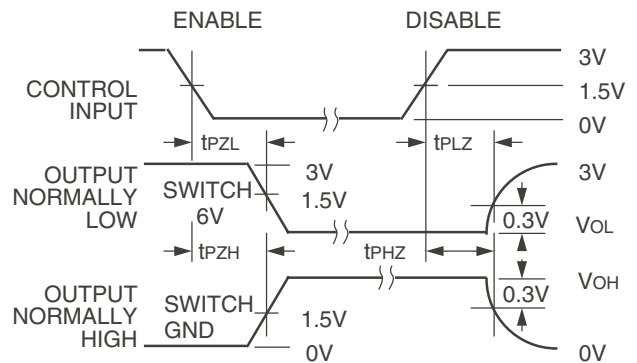 ENABLE
DISABLE
CONTROL
INPUT
3V
1.5V
0V
tPZL
tPLZ
OUTPUT
NORMALLY
LOW
SWITCH
6V
3V
1.5V
3V
0.3V
VOL
tPZH
tPHZ
OUTPUT
NORMALLY
HIGH
SWITCH
GND
1.5V
0V
0.3V
VOH
0V